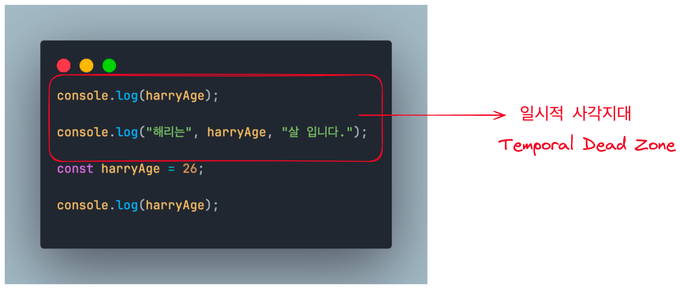 console.log(harryAge);
console.log("해리는", harryAge, "살 입니다.");
const harryAge = 26;
console.log(harryAge);
일시적 사각지대
Temporal Dead Zone